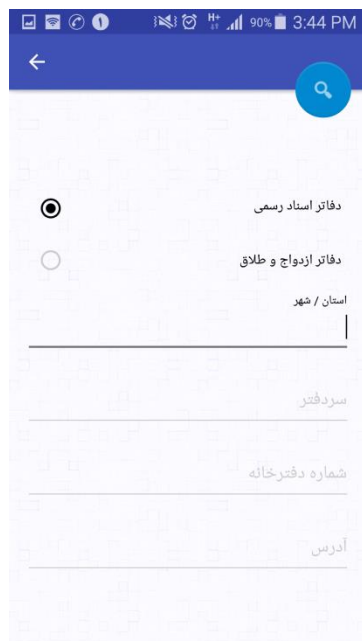 90% 3:44 PM
دفاتر اسناد رسمی
دفاتر ازدواج و طلاق
استان / شهر
سردفتر
شماره دفترخانه
آدرس